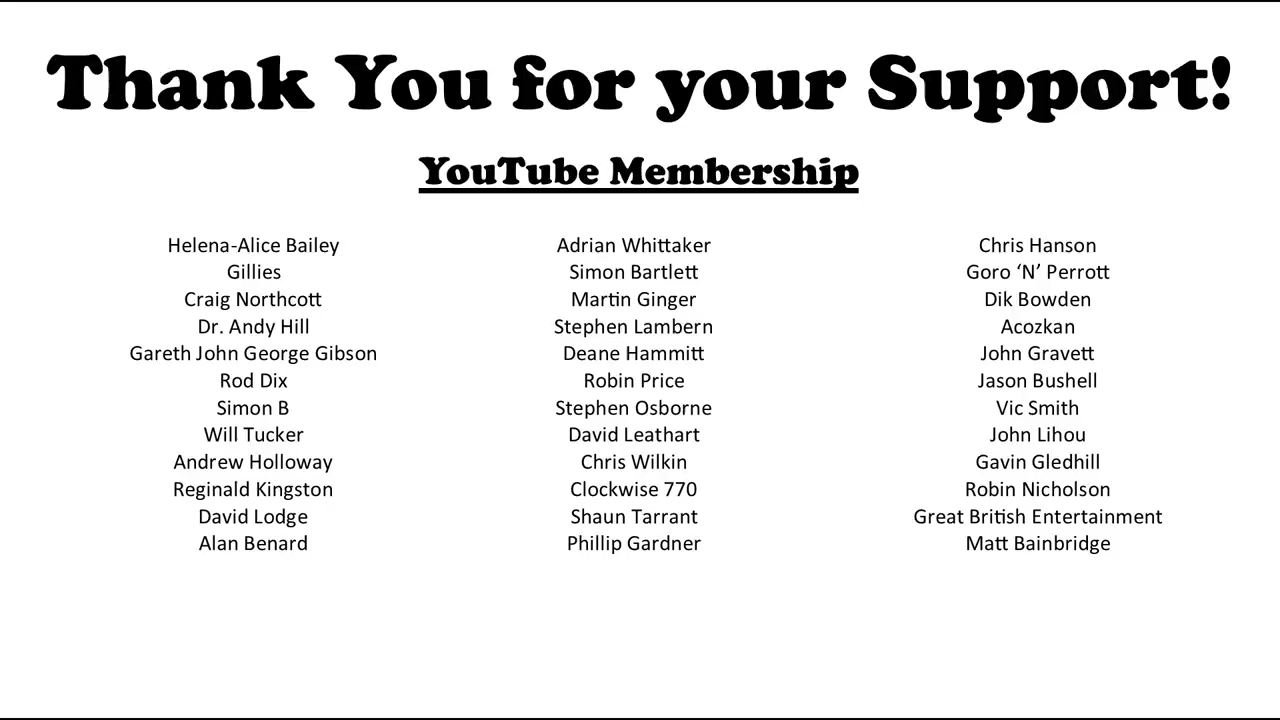 Thank You for your Support!
YouTube Membership
Helena-Alice Bailey
Gillies
Craig Northcott
Dr. Andy Hill
Gareth John George Gibson
Rod Dix
Simon B
Will Tucker
Andrew Holloway
Reginald Kingston
David Lodge
Alan Benard
Adrian Whittaker
Simon Bartlett
Martin Ginger
Stephen Lambern
Deane Hammitt
Robin Price
Stephen Osborne
David Leathart
Chris Wilkin
Clockwise 770
Shaun Tarrant
Phillip Gardner
Chris Hanson
Goro ‘N’ Perrott
Dik Bowden
Acozkan
John Gravett
Jason Bushell
Vic Smith
John Lihou
Gavin Gledhill
Robin Nicholson
Great British Entertainment
Matt Bainbridge